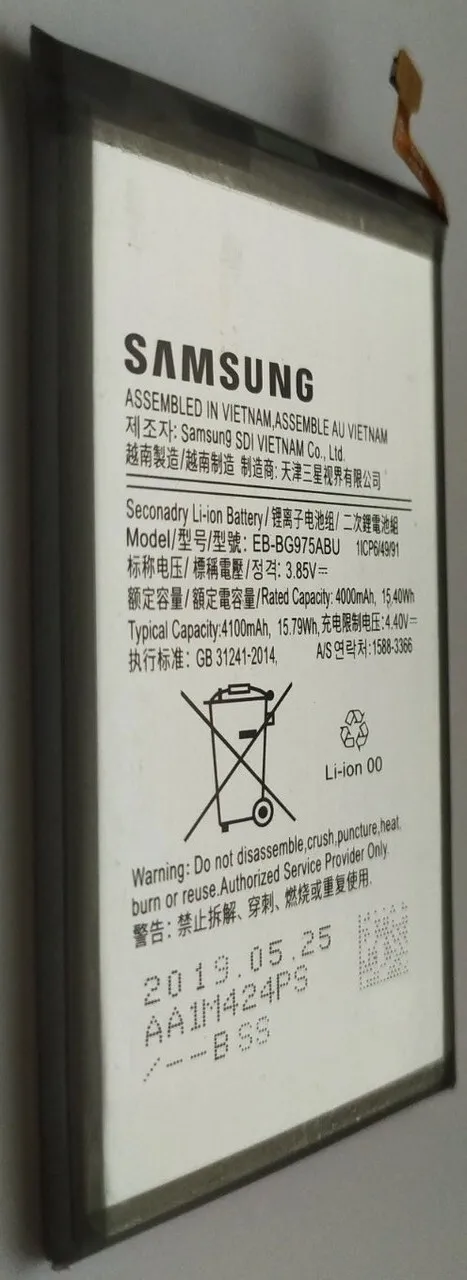 SAMSUNG
ASSEMBLED IN VIETNAM,ASSEMBLE AU VIETNAM
제조자: Samsung SDI VIETNAM Co., Ltd.
越南製造/越南制造 制造商: 天津三星视界有限公司
Seconadry Li-ion Battery/锂离子电池组/二次鋰電池組
Model/型号/型號: EB-BG975ABU 1ICP6/49/91
标称电压/標稱電壓/정격: 3.85V⎓
额定容量/額定電容量/Rated Capacity: 4000mAh, 15.40Wh
Typical Capacity:4100mAh, 15.79Wh,充电限制电压:4.40V⎓
执行标准: GB 31241-2014, A/S연락처:1588-3366
Li-ion 00
Warning: Do not disassemble,crush,puncture,heat,
burn or reuse.Authorized Service Provider Only.
警告: 禁止拆解、穿刺、燃烧或重复使用.
2019.05.25
AA1M424PS
/--BSS